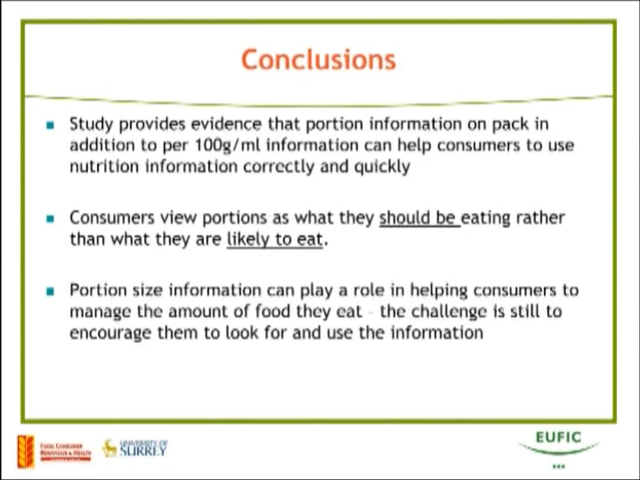 Conclusions
Study provides evidence that portion information on pack in
addition to per 100g/ml information can help consumers to use
nutrition information correctly and quickly
Consumers view portions as what they should be eating rather
than what they are likely to eat.
Portion size information can play a role in helping consumers to
manage the amount of food they eat – the challenge is still to
encourage them to look for and use the information
FOOD, CONSUMER
BEHAVIOUR & HEALTH
UNIVERSITY OF
SURREY
EUFIC